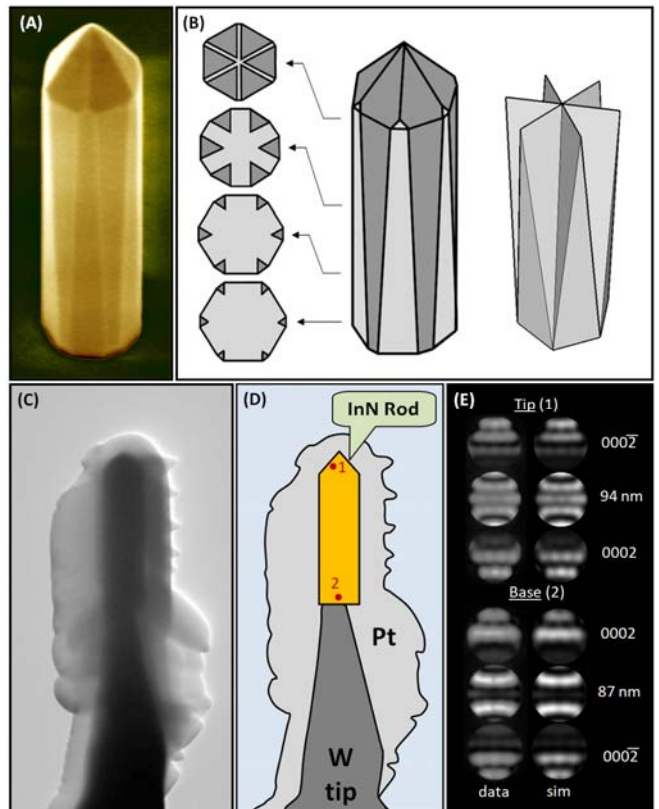 (A)
(B)
(C)
(D)
InN Rod
1
2
Pt
W
tip
(E)
Tip (1)
0002̅
94 nm
0002
Base (2)
0002
87 nm
0002̅
data sim